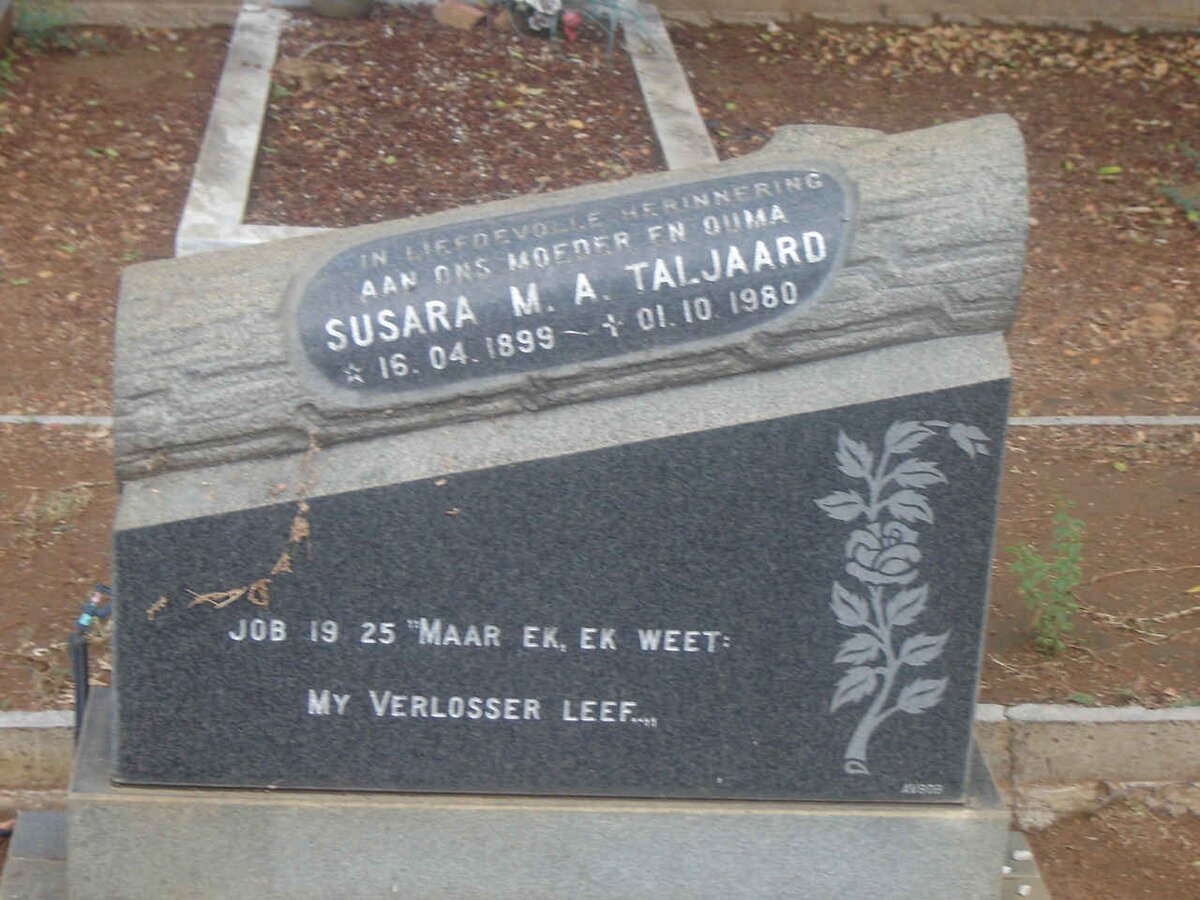 IN LIEFDEVOLLE HERINNERING
AAN ONS MOEDER EN OUMA
SUSARA M. A. TALJAARD
☆ 16. 04. 1899 ~ ✝ 01. 10. 1980
JOB 19 25 "MAAR EK, EK WEET:
MY VERLOSSER LEEF...,,
AVBOB